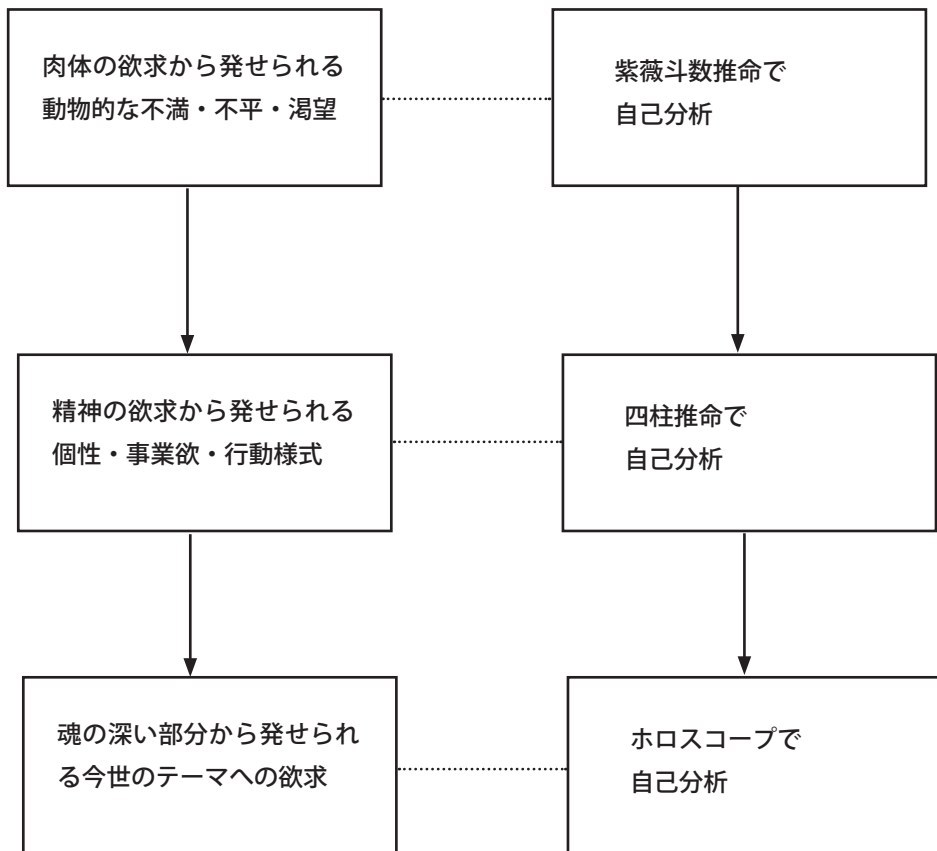 肉体の欲求から発せられる
動物的な不満・不平・渇望
紫薇斗数推命で
自己分析
精神の欲求から発せられる
個性・事業欲・行動様式
四柱推命で
自己分析
魂の深い部分から発せられ
る今世のテーマへの欲求
ホロスコープで
自己分析